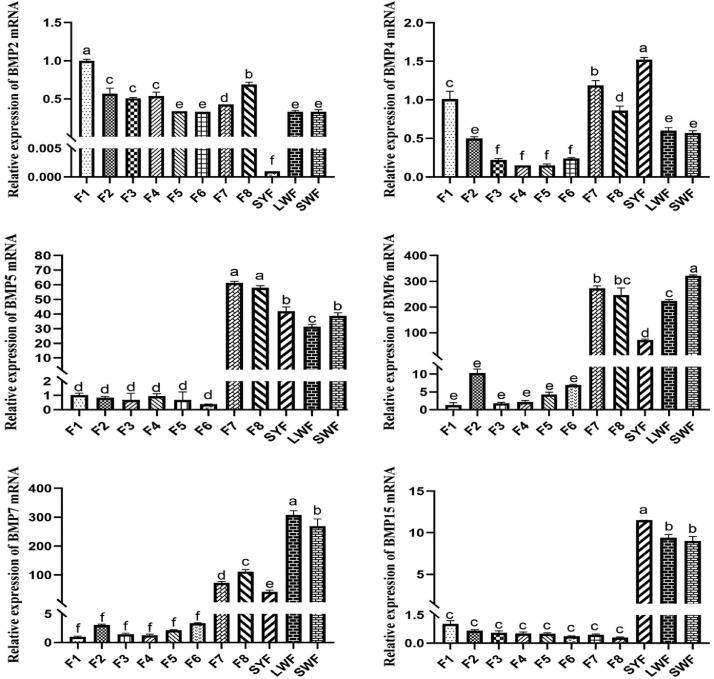 Relative expression of BMP2 mRNA
1.5
1.0
0.5
0.005
0.000
a
c
c
c
e
e
d
b
f
e
e
F1
F2
F3
F4
F5
F6
F7
F8
SYF
LWF
SWF
Relative expression of BMP4 mRNA
2.0
1.5
1.0
0.5
0.0
c
e
f
f
f
f
b
d
a
e
e
F1
F2
F3
F4
F5
F6
F7
F8
SYF
LWF
SWF
Relative expression of BMP5 mRNA
80
70
60
50
40
30
20
10
0
2
1
0
d
d
d
d
d
d
a
a
b
c
b
F1
F2
F3
F4
F5
F6
F7
F8
SYF
LWF
SWF
Relative expression of BMP6 mRNA
400
300
200
100
10
5
0
e
e
e
e
e
e
b
bc
d
c
a
F1
F2
F3
F4
F5
F6
F7
F8
SYF
LWF
SWF
Relative expression of BMP7 mRNA
400
300
200
100
5
0
f
f
f
f
f
f
d
c
e
a
b
F1
F2
F3
F4
F5
F6
F7
F8
SYF
LWF
SWF
Relative expression of BMP15 mRNA
15
10
5
1.5
0.0
c
c
c
c
c
c
c
c
a
b
b
F1
F2
F3
F4
F5
F6
F7
F8
SYF
LWF
SWF